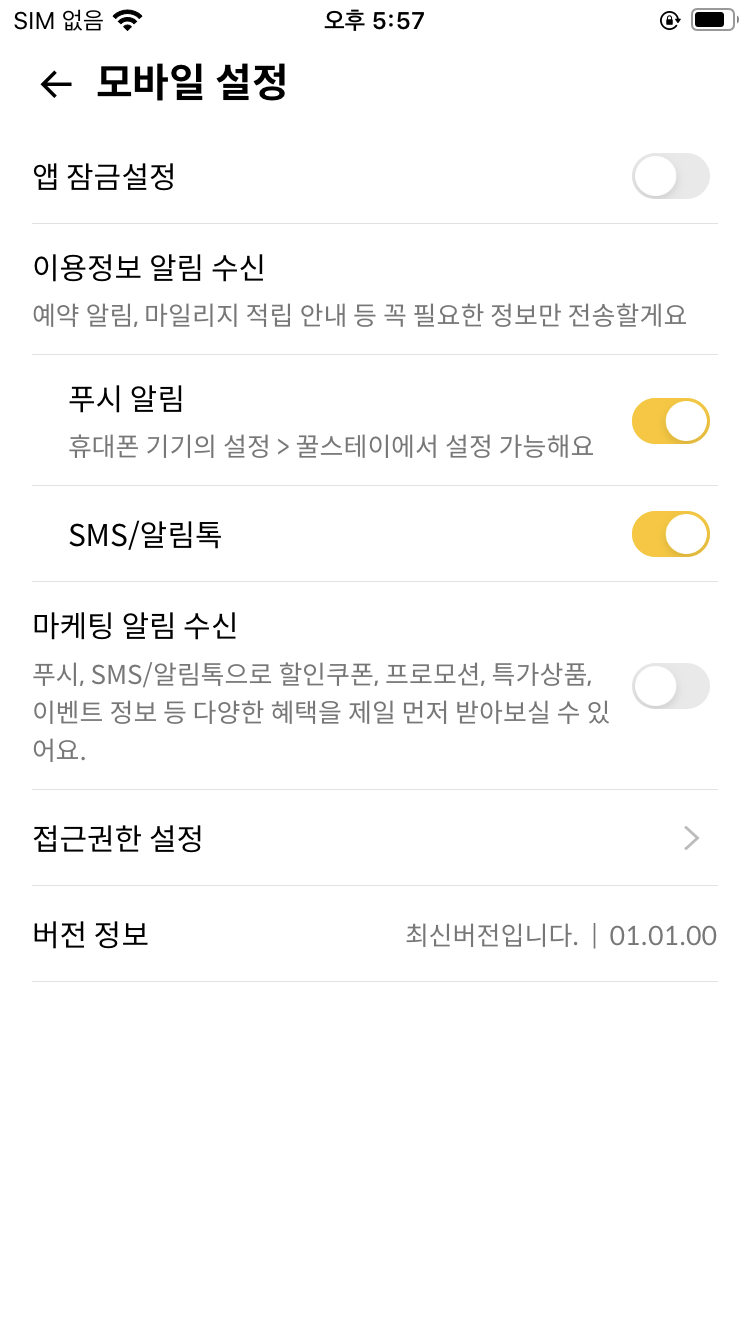 SIM 없음 오후 5:57
모바일 설정
앱 잠금설정
이용정보 알림 수신
예약 알림, 마일리지 적립 안내 등 꼭 필요한 정보만 전송할게요
푸시 알림
휴대폰 기기의 설정 > 꿀스테이에서 설정 가능해요
SMS/알림톡
마케팅 알림 수신
푸시, SMS/알림톡으로 할인쿠폰, 프로모션, 특가상품,
이벤트 정보 등 다양한 혜택을 제일 먼저 받아보실 수 있
어요.
접근권한 설정
버전 정보 최신버전입니다. | 01.01.00